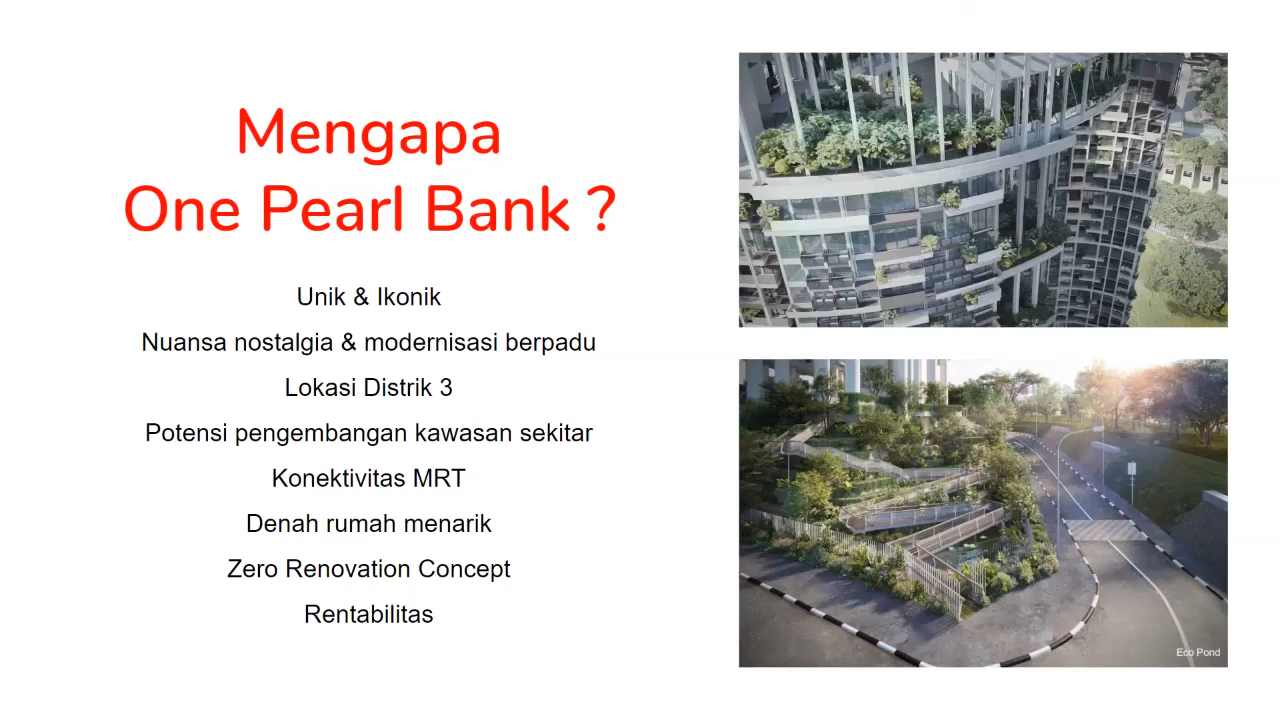 Mengapa
One Pearl Bank ?
Unik & Ikonik
Nuansa nostalgia & modernisasi berpadu
Lokasi Distrik 3
Potensi pengembangan kawasan sekitar
Konektivitas MRT
Denah rumah menarik
Zero Renovation Concept
Rentabilitas
Eco Pond